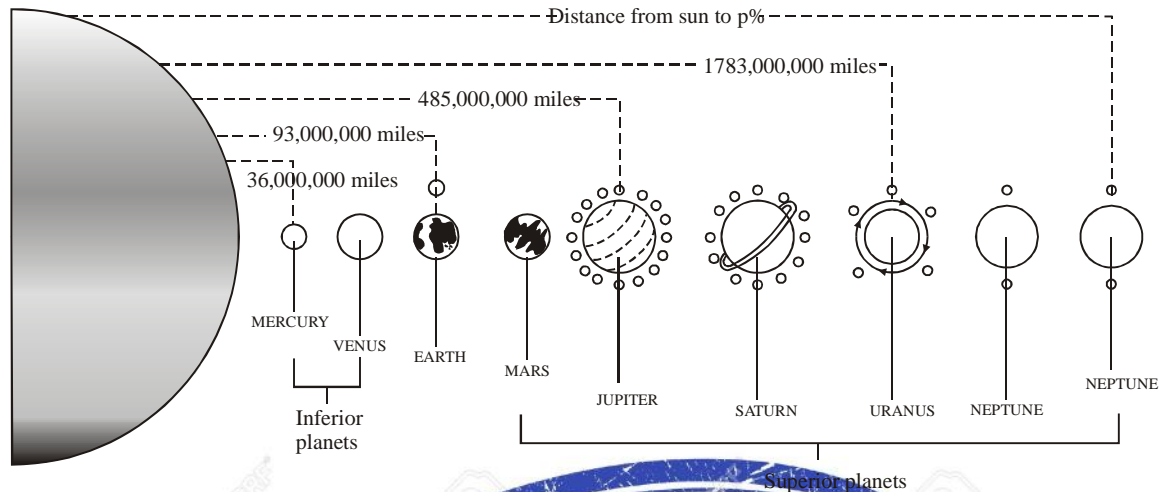 Distance from sun to p%
1783,000,000 miles
485,000,000 miles
93,000,000 miles
36,000,000 miles
MERCURY
VENUS
EARTH
MARS
JUPITER
SATURN
URANUS
NEPTUNE
NEPTUNE
Inferior
planets
Superior planets